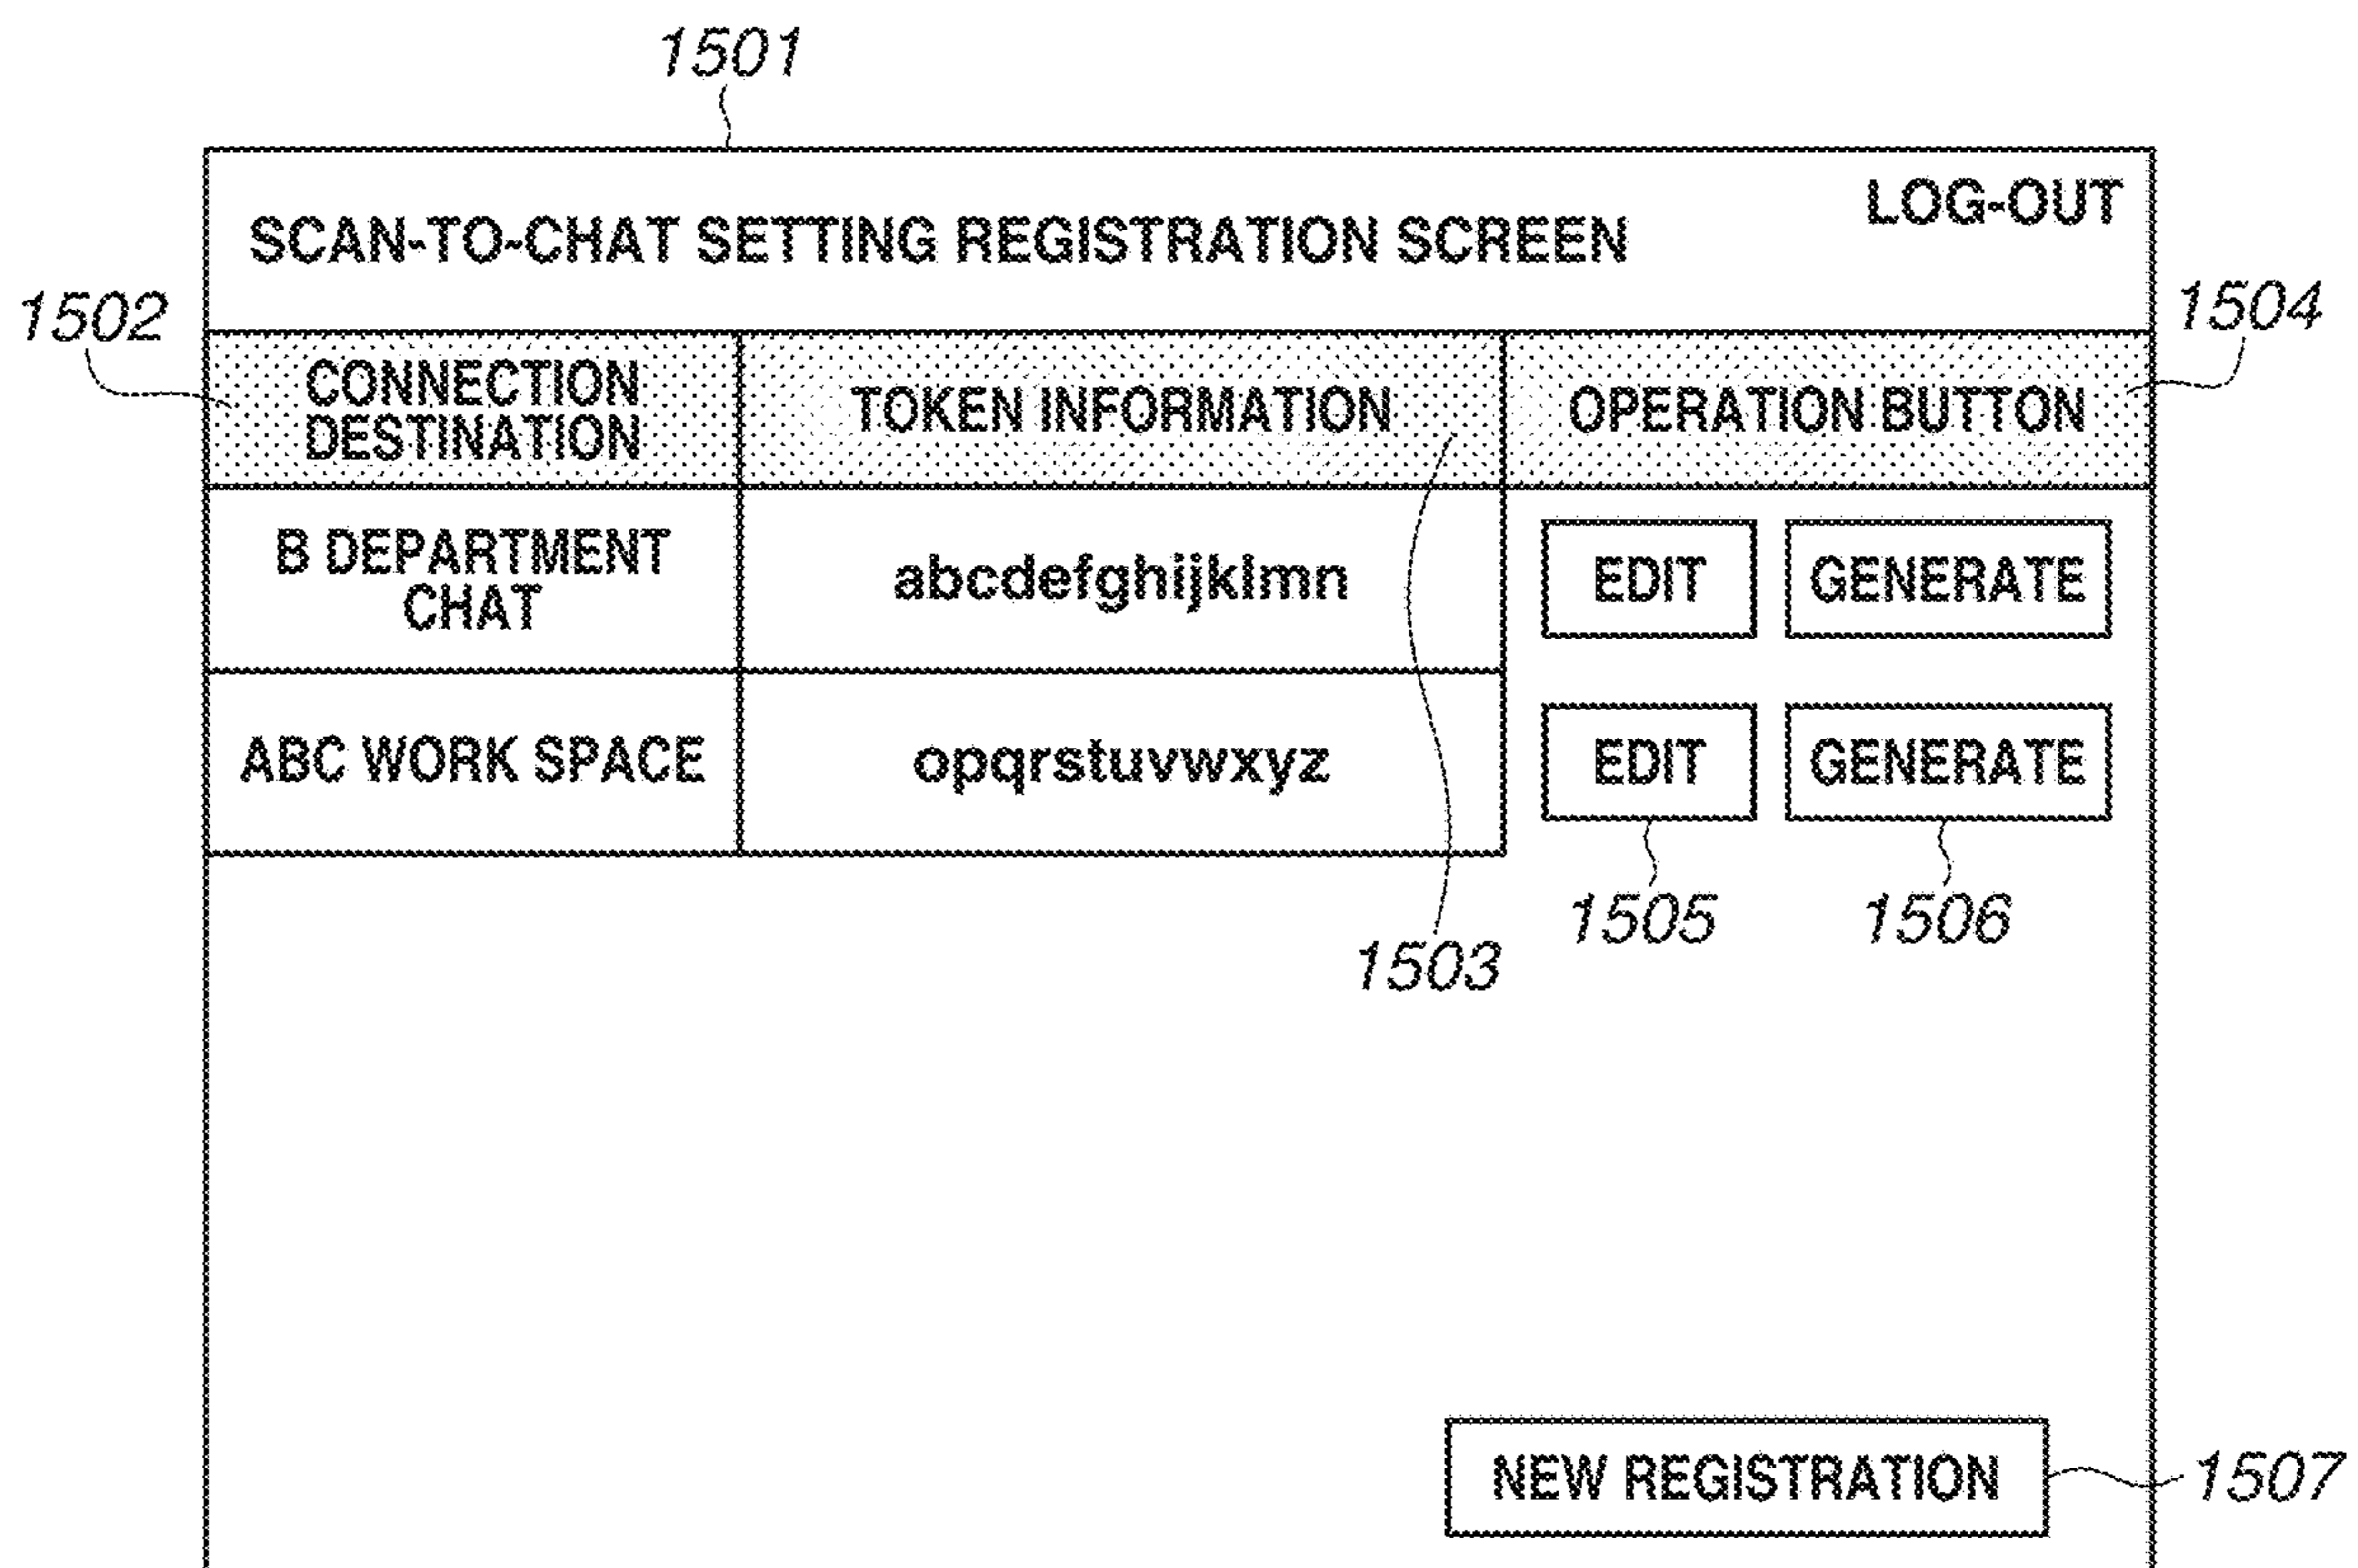 1501
LOG-OUT
SCAN-TO-CHAT SETTING REGISTRATION SCREEN
1502
1504
CONNECTION
DESTINATION
TOKEN INFORMATION
OPERATION BUTTON
B DEPARTMENT
CHAT
abcdefghijklmn
EDIT
GENERATE
ABC WORK SPACE
opqrstuvwxyz
EDIT
GENERATE
1505
1506
1503
NEW REGISTRATION
1507